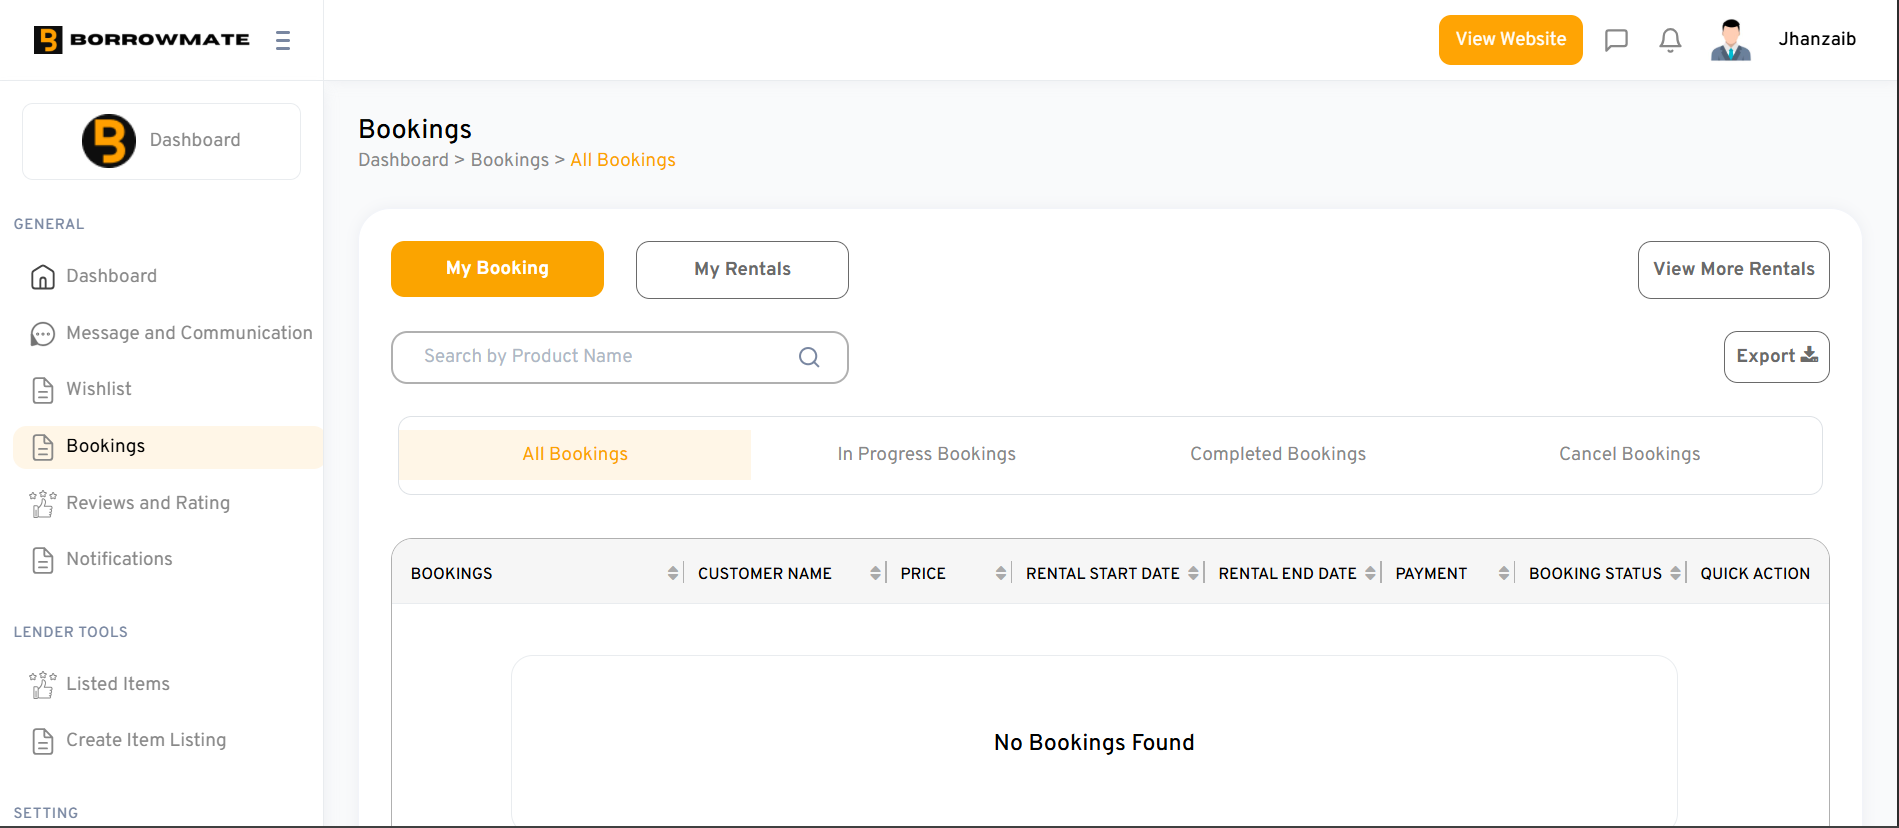 BORROWMATE
View Website
Jhanzaib
Dashboard
GENERAL
Dashboard
Message and Communication
Wishlist
Bookings
Reviews and Rating
Notifications
LENDER TOOLS
Listed Items
Create Item Listing
SETTING
Bookings
Dashboard > Bookings > All Bookings
My Booking
My Rentals
View More Rentals
Search by Product Name
Export
All Bookings
In Progress Bookings
Completed Bookings
Cancel Bookings
BOOKINGS
CUSTOMER NAME
PRICE
RENTAL START DATE
RENTAL END DATE
PAYMENT
BOOKING STATUS
QUICK ACTION
No Bookings Found